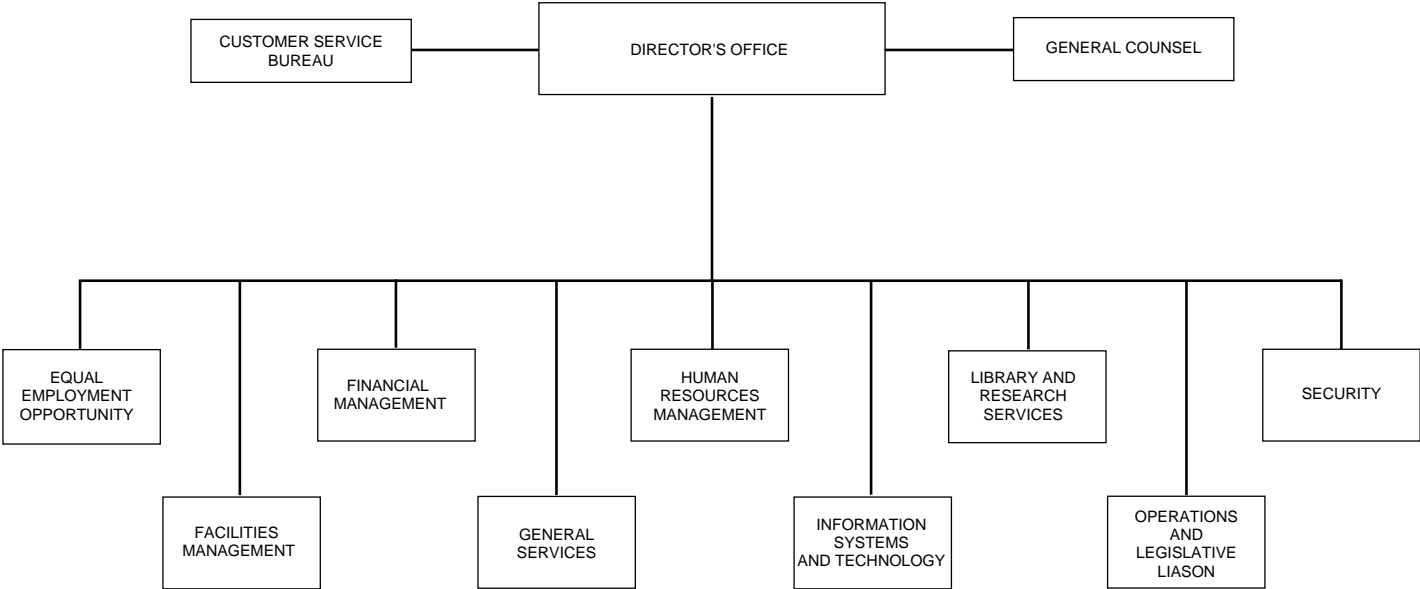 CUSTOMER SERVICE
BUREAU
DIRECTOR'S OFFICE
GENERAL COUNSEL
EQUAL
EMPLOYMENT
OPPORTUNITY
FINANCIAL
MANAGEMENT
HUMAN
RESOURCES
MANAGEMENT
LIBRARY AND
RESEARCH
SERVICES
SECURITY
FACILITIES
MANAGEMENT
GENERAL
SERVICES
INFORMATION
SYSTEMS
AND TECHNOLOGY
OPERATIONS
AND
LEGISLATIVE
LIASON